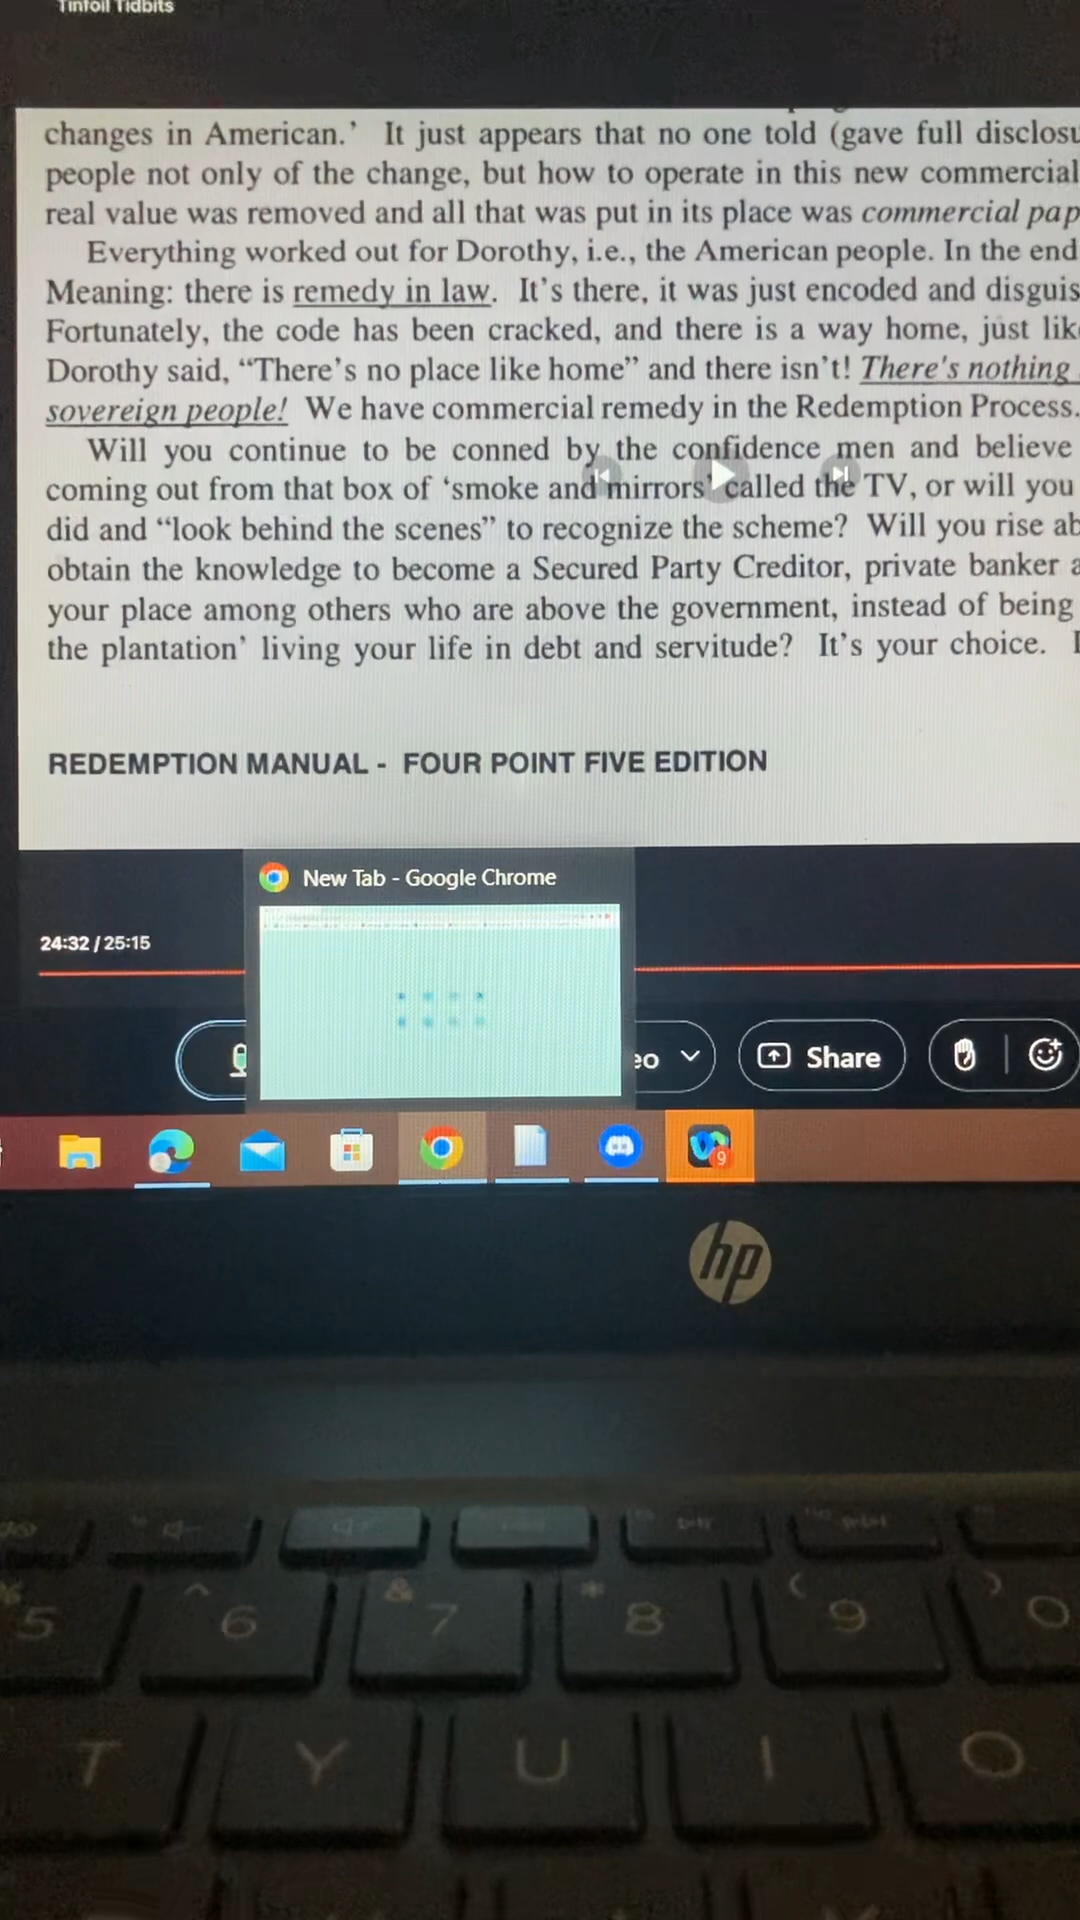 Tinfoil Tidbits
changes in American.’ It just appears that no one told (gave full disclosu
people not only of the change, but how to operate in this new commercial
real value was removed and all that was put in its place was commercial pap
Everything worked out for Dorothy, i.e., the American people. In the end
Meaning: there is remedy in law. It’s there, it was just encoded and disguis
Fortunately, the code has been cracked, and there is a way home, just lik
Dorothy said, “There’s no place like home” and there isn’t! There's nothing
sovereign people! We have commercial remedy in the Redemption Process.
Will you continue to be conned by the confidence men and believe
coming out from that box of ‘smoke and mirrors’ called the TV, or will you
did and “look behind the scenes” to recognize the scheme? Will you rise ab
obtain the knowledge to become a Secured Party Creditor, private banker a
your place among others who are above the government, instead of being
the plantation’ living your life in debt and servitude? It’s your choice. I
REDEMPTION MANUAL - FOUR POINT FIVE EDITION
New Tab - Google Chrome
24:32 / 25:15
eo
Share
9
hp
5 ^ 6 & 7 * 8 ( 9 ) 0
T Y U I O